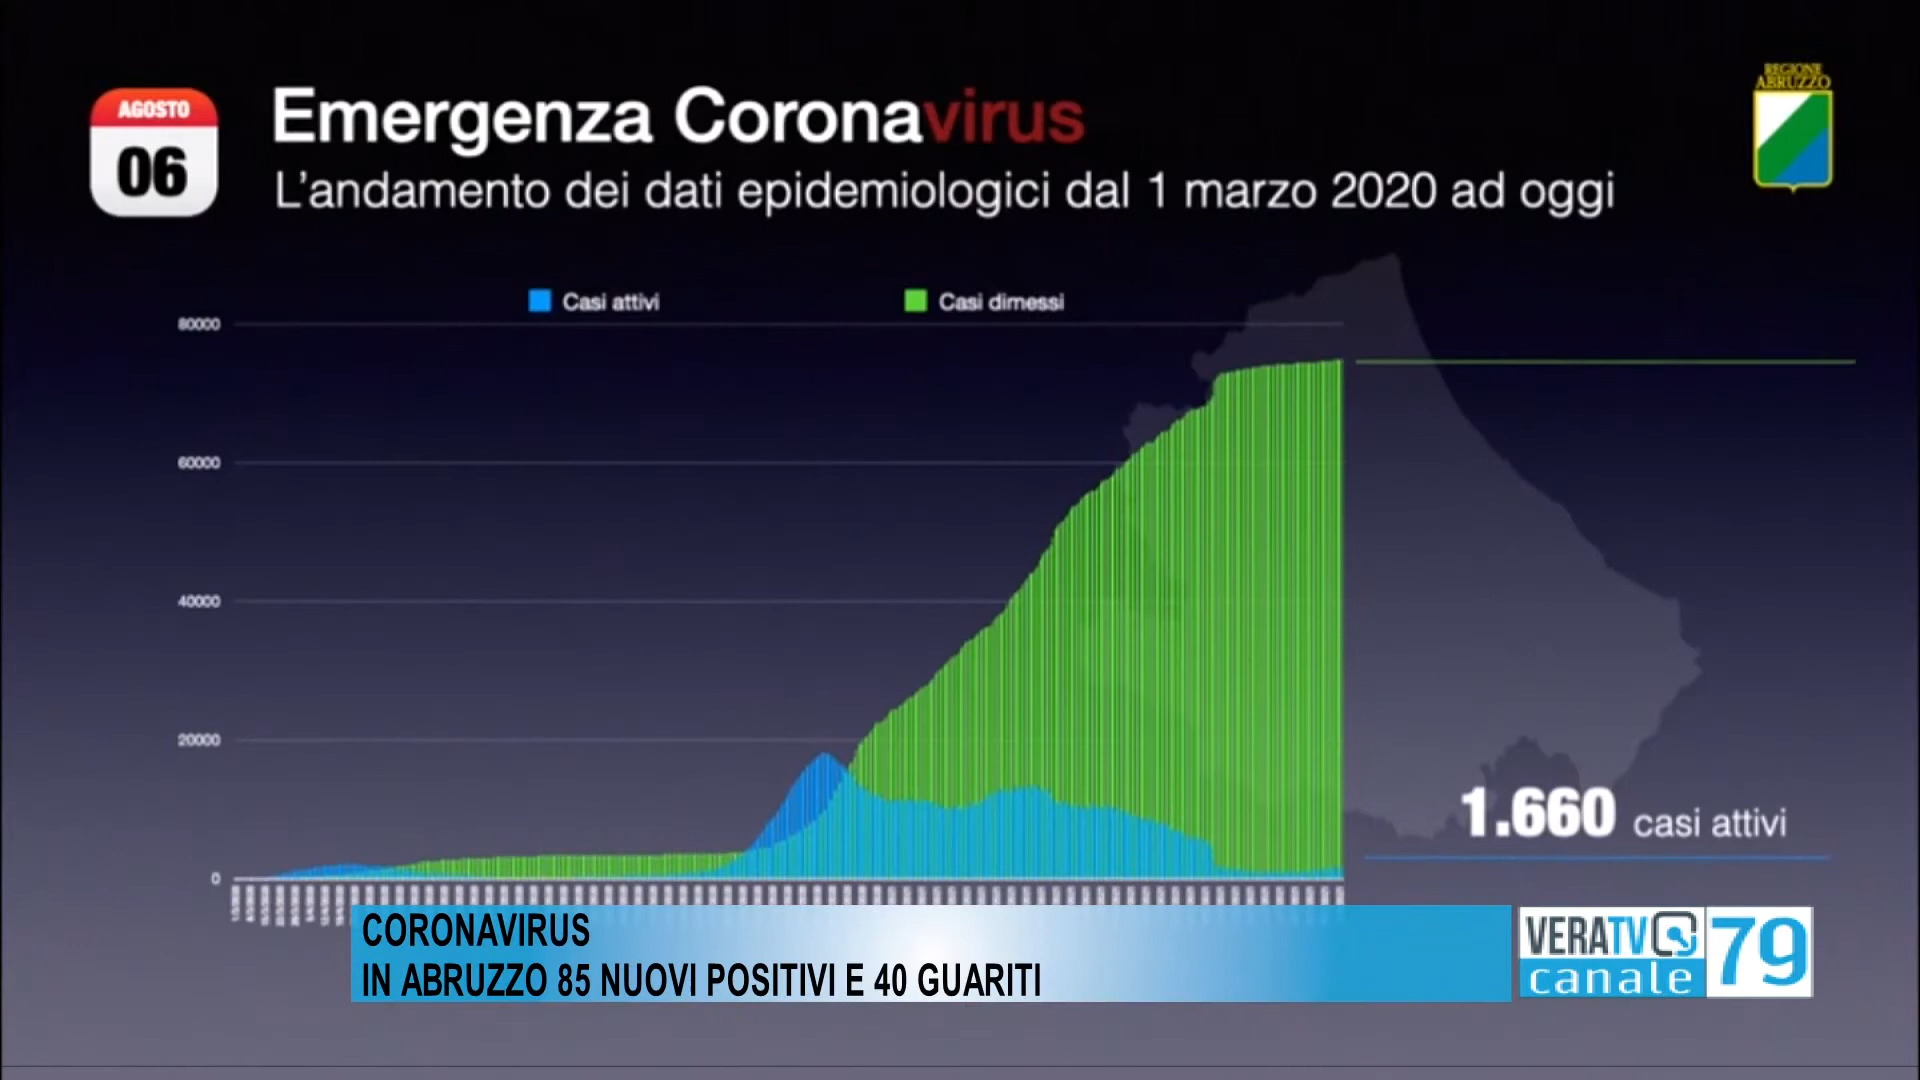 AGOSTO
06
Emergenza Coronavirus
L'andamento dei dati epidemiologici dal 1 marzo 2020 ad oggi
REGIONE
ABRUZZO
Casi attivi
Casi dimessi
80000
60000
40000
20000
0
1.660 casi attivi
CORONAVIRUS
IN ABRUZZO 85 NUOVI POSITIVI E 40 GUARITI
VERATV
canale
79